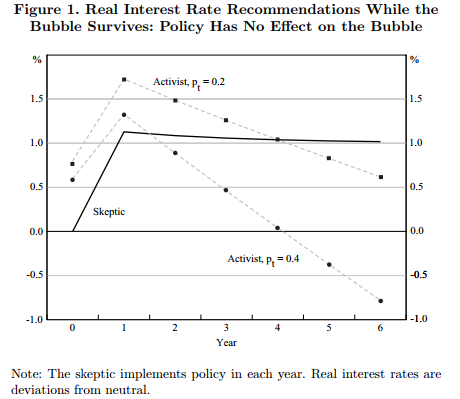 Figure 1. Real Interest Rate Recommendations While the
Bubble Survives: Policy Has No Effect on the Bubble
% %
Activist, pt = 0.2
1.5 1.5
1.0 1.0
0.5 0.5
Skeptic
0.0 0.0
Activist, pt = 0.4
-0.5 -0.5
-1.0 -1.0
0 1 2 3 4 5 6
Year
Note: The skeptic implements policy in each year. Real interest rates are
deviations from neutral.